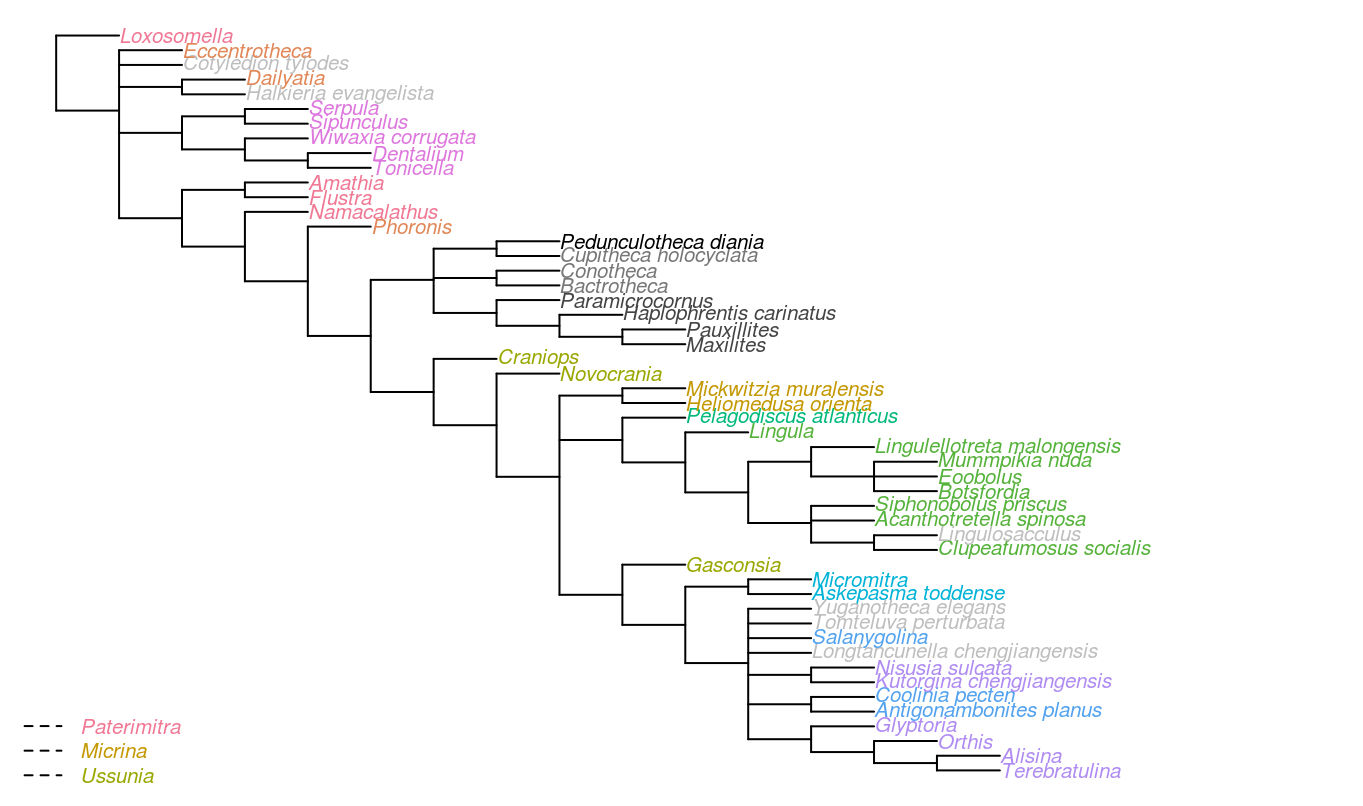 Loxosomella
Eccentrotheca
Cotyledion tylodes
Dailyatia
Halkieria evangelista
Serpula
Sipunculus
Wiwaxia corrugata
Dentalium
Tonicella
Amathia
Flustra
Namacalathus
Phoronis
Pedunculotheca diania
Cupitheca holocyclata
Conotheca
Bactrotheca
Paramicrocornus
Haplophrentis carinatus
Pauxillites
Maxilites
Craniops
Novocrania
Mickwitzia muralensis
Heliomedusa orienta
Pelagodiscus atlanticus
Lingula
Lingulellotreta malongensis
Mummpikia nuda
Eoobolus
Botsfordia
Siphonobolus priscus
Acanthotretella spinosa
Lingulosacculus
Clupeafumosus socialis
Gasconsia
Micromitra
Askepasma toddense
Yuganotheca elegans
Tomteluva perturbata
Salanygolina
Longtancunella chengjiangensis
Nisusia sulcata
Kutorgina chengjiangensis
Coolinia pecten
Antigonambonites planus
Glyptoria
Orthis
Alisina
Terebratulina
Paterimitra
Micrina
Ussunia